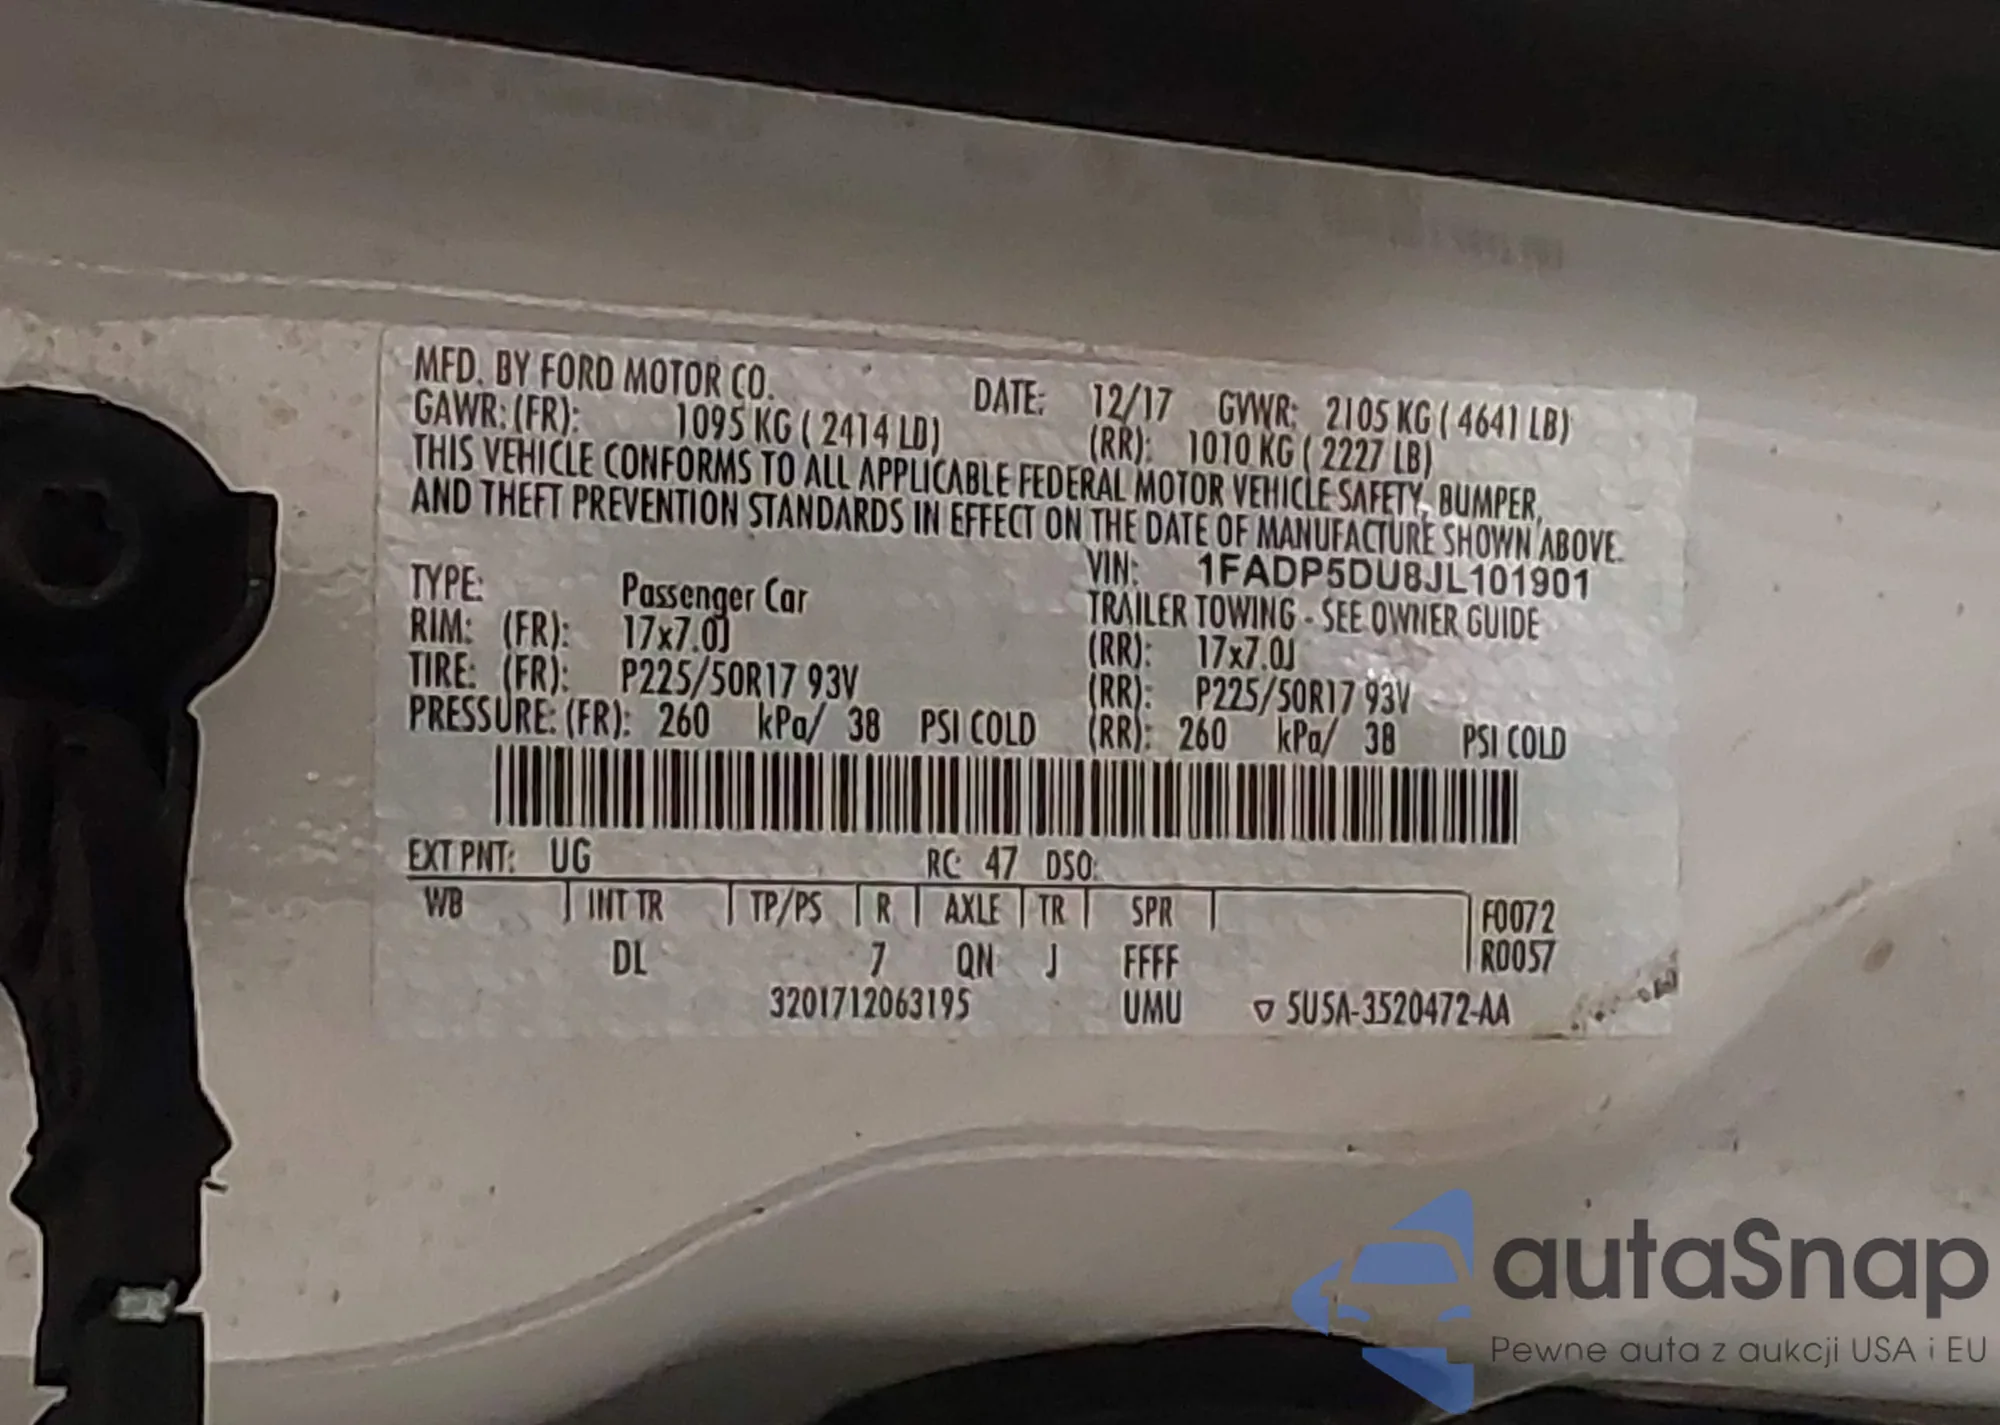 MFD. BY FORD MOTOR CO. DATE: 12/17 GVWR: 2105 KG ( 4641 LB)
GAWR: (FR): 1095 KG ( 2414 LB) (RR): 1010 KG ( 2227 LB)
THIS VEHICLE CONFORMS TO ALL APPLICABLE FEDERAL MOTOR VEHICLE SAFETY, BUMPER,
AND THEFT PREVENTION STANDARDS IN EFFECT ON THE DATE OF MANUFACTURE SHOWN ABOVE.
VIN: 1FADP5DU8JL101901
TYPE: Passenger Car TRAILER TOWING - SEE OWNER GUIDE
RIM: (FR): 17x7.0J (RR): 17x7.0J
TIRE: (FR): P225/50R17 93V (RR): P225/50R17 93V
PRESSURE: (FR): 260 kPa/ 38 PSI COLD (RR): 260 kPa/ 38 PSI COLD
EXT PNT: UG RC: 47 DSO:
WB INT TR TP/PS R AXLE TR SPR F0072
DL 7 QN J FFFF R0057
3201712063195 UMU ▽ 5U5A-3520472-AA
autaSnap
Pewne auta z aukcji USA i EU